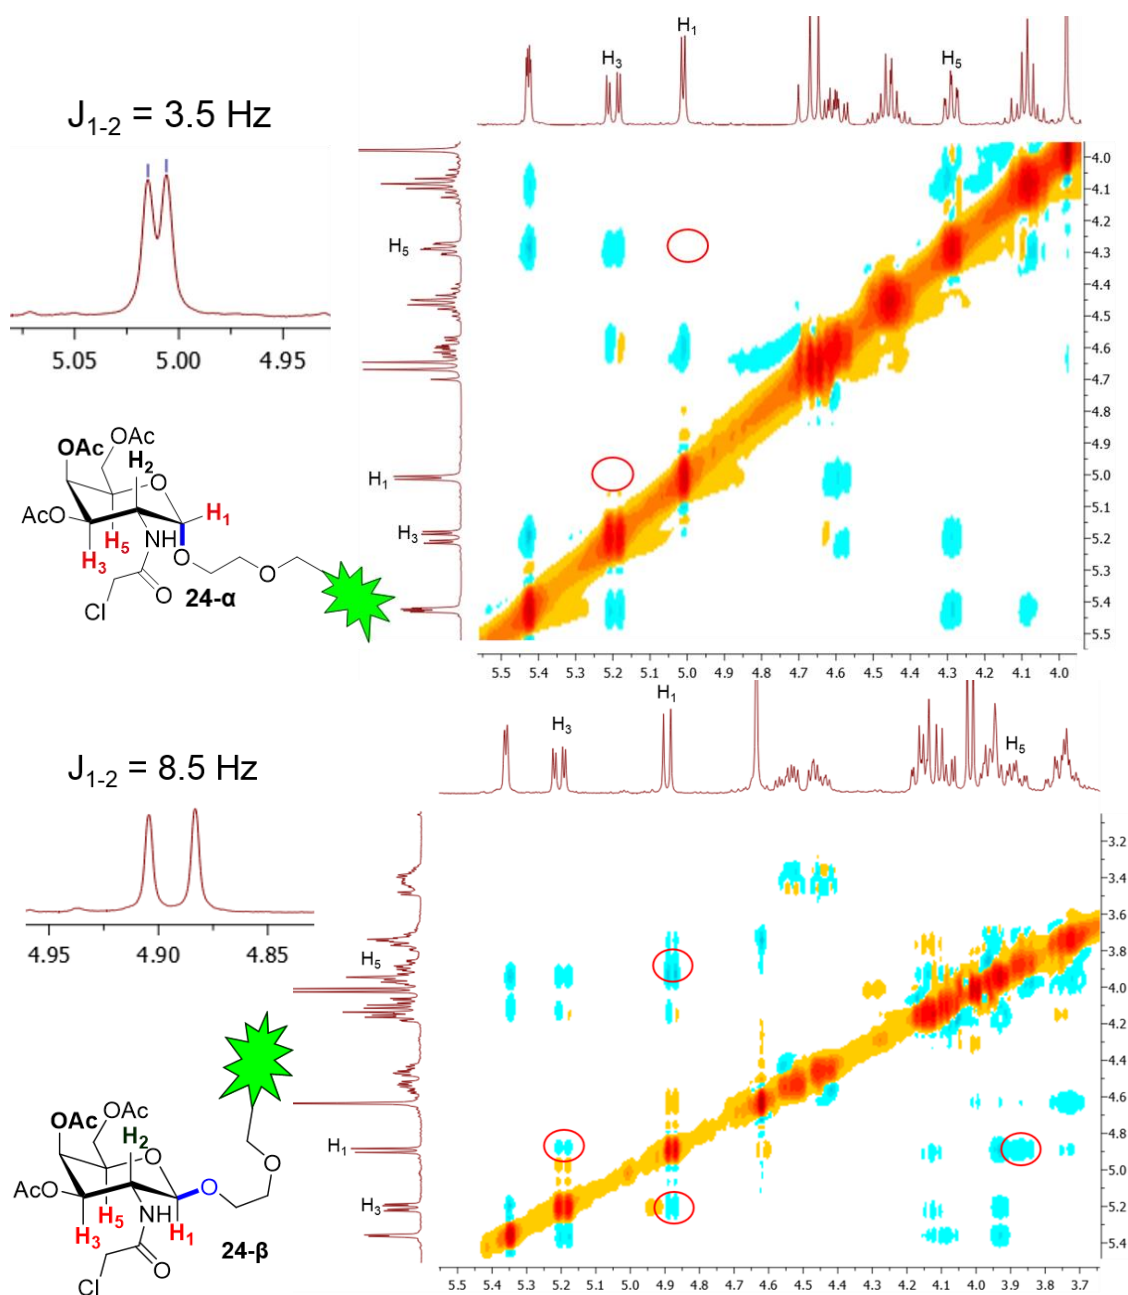 H1
H3
H5
J1-2 = 3.5 Hz
5.05 5.00 4.95
H5
H1
H3
4.0
4.1
4.2
4.3
4.4
4.5
4.6
4.7
4.8
4.9
5.0
5.1
5.2
5.3
5.4
5.5
5.5 5.4 5.3 5.2 5.1 5.0 4.9 4.8 4.7 4.6 4.5 4.4 4.3 4.2 4.1 4.0
OAc
OAc
H2
O
AcO
H1
H5
NH
H3
O
O
O
Cl
24-α
J1-2 = 8.5 Hz
4.95 4.90 4.85
H1
H3
H5
H5
H1
H3
3.2
3.4
3.6
3.8
4.0
4.2
4.4
4.6
4.8
5.0
5.2
5.4
5.5 5.4 5.3 5.2 5.1 5.0 4.9 4.8 4.7 4.6 4.5 4.4 4.3 4.2 4.1 4.0 3.9 3.8 3.7
OAc
OAc
H2
O
O
O
AcO
H5
NH
H1
H3
O
Cl
24-β